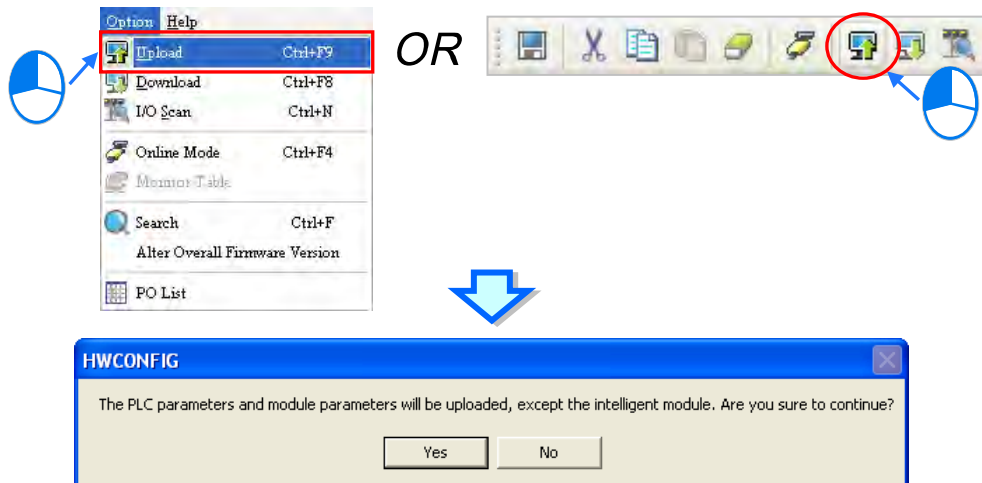 Option Help
Upload Ctrl+F9
OR
Download Ctrl+F8
I/O Scan Ctrl+N
Online Mode Ctrl+F4
Monitor Table
Search Ctrl+F
Alter Overall Firmware Version
PO List
HWCONFIG
The PLC parameters and module parameters will be uploaded, except the intelligent module. Are you sure to continue?
Yes No